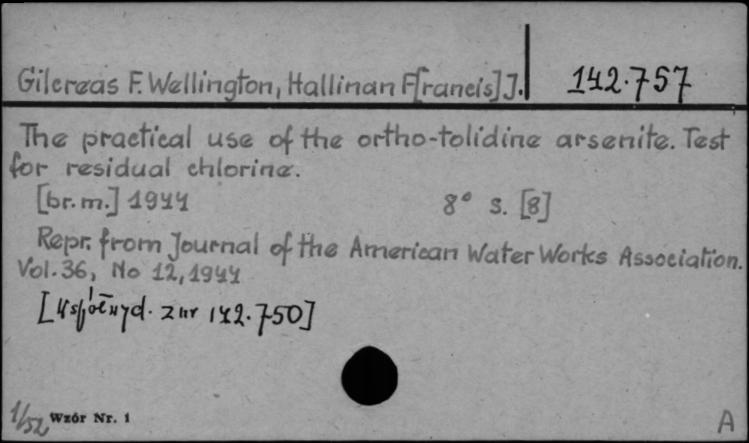 Gilcreas F. Wellington, Hallinan F[rancis] J. 142.757
The practical use of the ortho-tolidine arsenite. Test
for residual chlorine.
[br.m.] 1944 8° s. [8]
Repr. from Journal of the American Water Works Association.
Vol. 36, No 12, 1944
[Współwyd. z nr 142.750]
1/52 Wzór Nr. 1 A